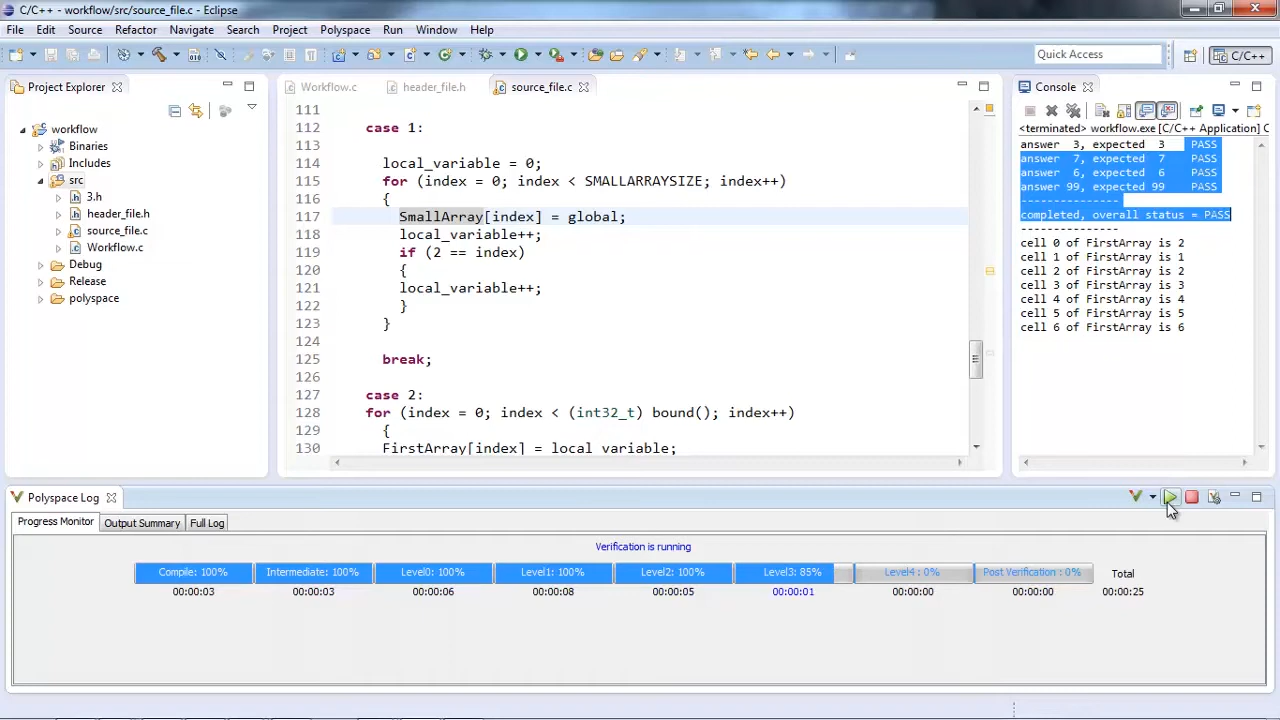 C/C++ - workflow/src/source_file.c - Eclipse
File Edit Source Refactor Navigate Search Project Polyspace Run Window Help
Quick Access
C/C++
Project Explorer
workflow
Binaries
Includes
src
3.h
header_file.h
source_file.c
Workflow.c
Debug
Release
polyspace
Workflow.c header_file.h source_file.c
111
112 case 1:
113
114 local_variable = 0;
115 for (index = 0; index < SMALLARRAYSIZE; index++)
116 {
117 SmallArray[index] = global;
118 local_variable++;
119 if (2 == index)
120 {
121 local_variable++;
122 }
123 }
124
125 break;
126
127 case 2:
128 for (index = 0; index < (int32_t) bound(); index++)
129 {
130 FirstArray[index] = local_variable;
Console
<terminated> workflow.exe [C/C++ Application] C
answer 3, expected 3 PASS
answer 7, expected 7 PASS
answer 6, expected 6 PASS
answer 99, expected 99 PASS
---------------
completed, overall status = PASS
---------------
cell 0 of FirstArray is 2
cell 1 of FirstArray is 1
cell 2 of FirstArray is 2
cell 3 of FirstArray is 3
cell 4 of FirstArray is 4
cell 5 of FirstArray is 5
cell 6 of FirstArray is 6
Polyspace Log
Progress Monitor Output Summary Full Log
Verification is running
Compile: 100% Intermediate: 100% Level0: 100% Level1: 100% Level2: 100% Level3: 85% Level4 : 0% Post Verification : 0% Total
00:00:03 00:00:03 00:00:06 00:00:08 00:00:05 00:00:01 00:00:00 00:00:00 00:00:25